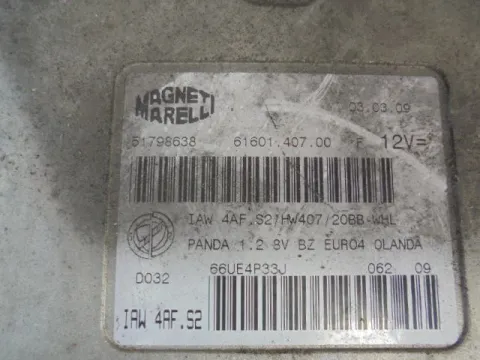 MAGNETI MARELLI
03.03.09
51798638 61601.407.00 F 12V=
IAW 4AF.S2/HW407/20BB-WHL
PANDA 1.2 8V BZ EURO4 OLANDA
D032 66UE4P33J 062 09
IAW 4AF.S2